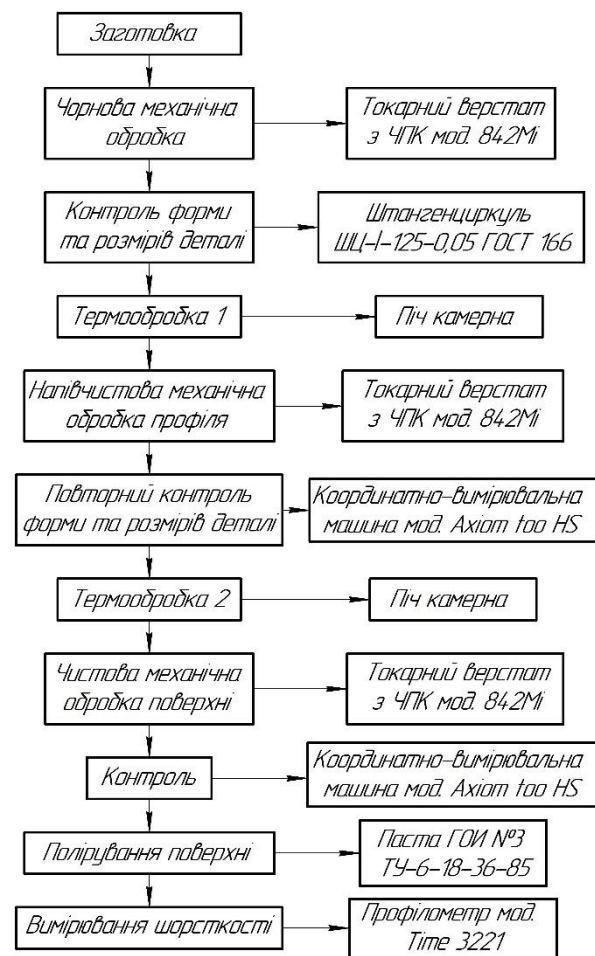 Заготовка
Чорнова механічна
обробка
Токарний верстат
з ЧПК мод. 842Мі
Контроль форми
та розмірів деталі
Штангенциркуль
ШЦ-І-125-0,05 ГОСТ 166
Термообробка 1
Піч камерна
Напівчистова механічна
обробка профіля
Токарний верстат
з ЧПК мод. 842Мі
Повторний контроль
форми та розмірів деталі
Координатно-вимірювальна
машина мод. Axiom too HS
Термообробка 2
Піч камерна
Чистова механічна
обробка поверхні
Токарний верстат
з ЧПК мод. 842Мі
Контроль
Координатно-вимірювальна
машина мод. Axiom too HS
Полірування поверхні
Паста ГОИ №3
ТУ-6-18-36-85
Вимірювання шорсткості
Профілометр мод.
Time 3221